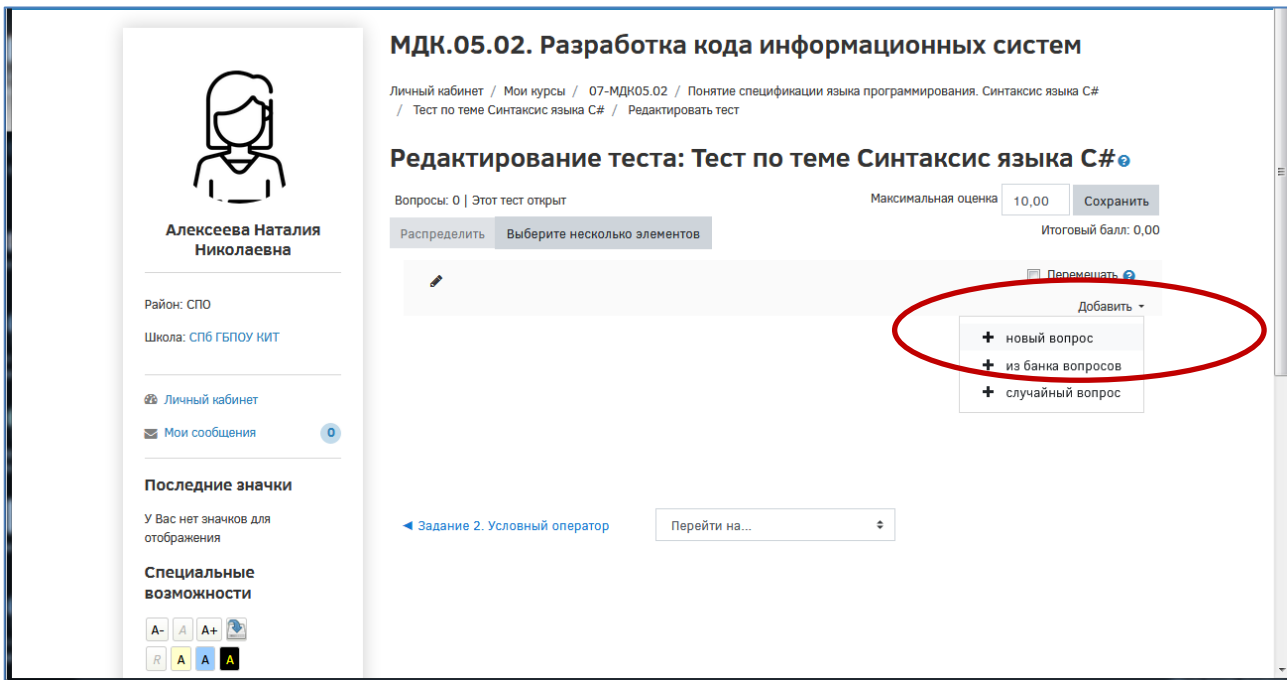 МДК.05.02. Разработка кода информационных систем
Личный кабинет / Мои курсы / 07-МДК05.02 / Понятие спецификации языка программирования. Синтаксис языка C#
/ Тест по теме Синтаксис языка C# / Редактировать тест
Редактирование теста: Тест по теме Синтаксис языка C#
Вопросы: 0 | Этот тест открыт
Максимальная оценка 10,00 Сохранить
Распределить Выберите несколько элементов
Итоговый балл: 0,00
Перемешать
Добавить
+ новый вопрос
+ из банка вопросов
+ случайный вопрос
◄ Задание 2. Условный оператор
Перейти на...
Алексеева Наталия
Николаевна
Район: СПО
Школа: СПб ГБПОУ КИТ
Личный кабинет
Мои сообщения 0
Последние значки
У Вас нет значков для
отображения
Специальные
возможности
A- A A+
R A A A